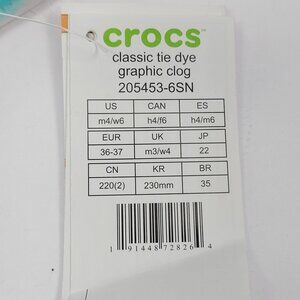 crocs™
classic tie dye
graphic clog
205453-6SN
US CAN ES
m4/w6 h4/f6 h4/m6
EUR UK JP
36-37 m3/w4 22
CN KR BR
220(2) 230mm 35
1 91448 72826 4